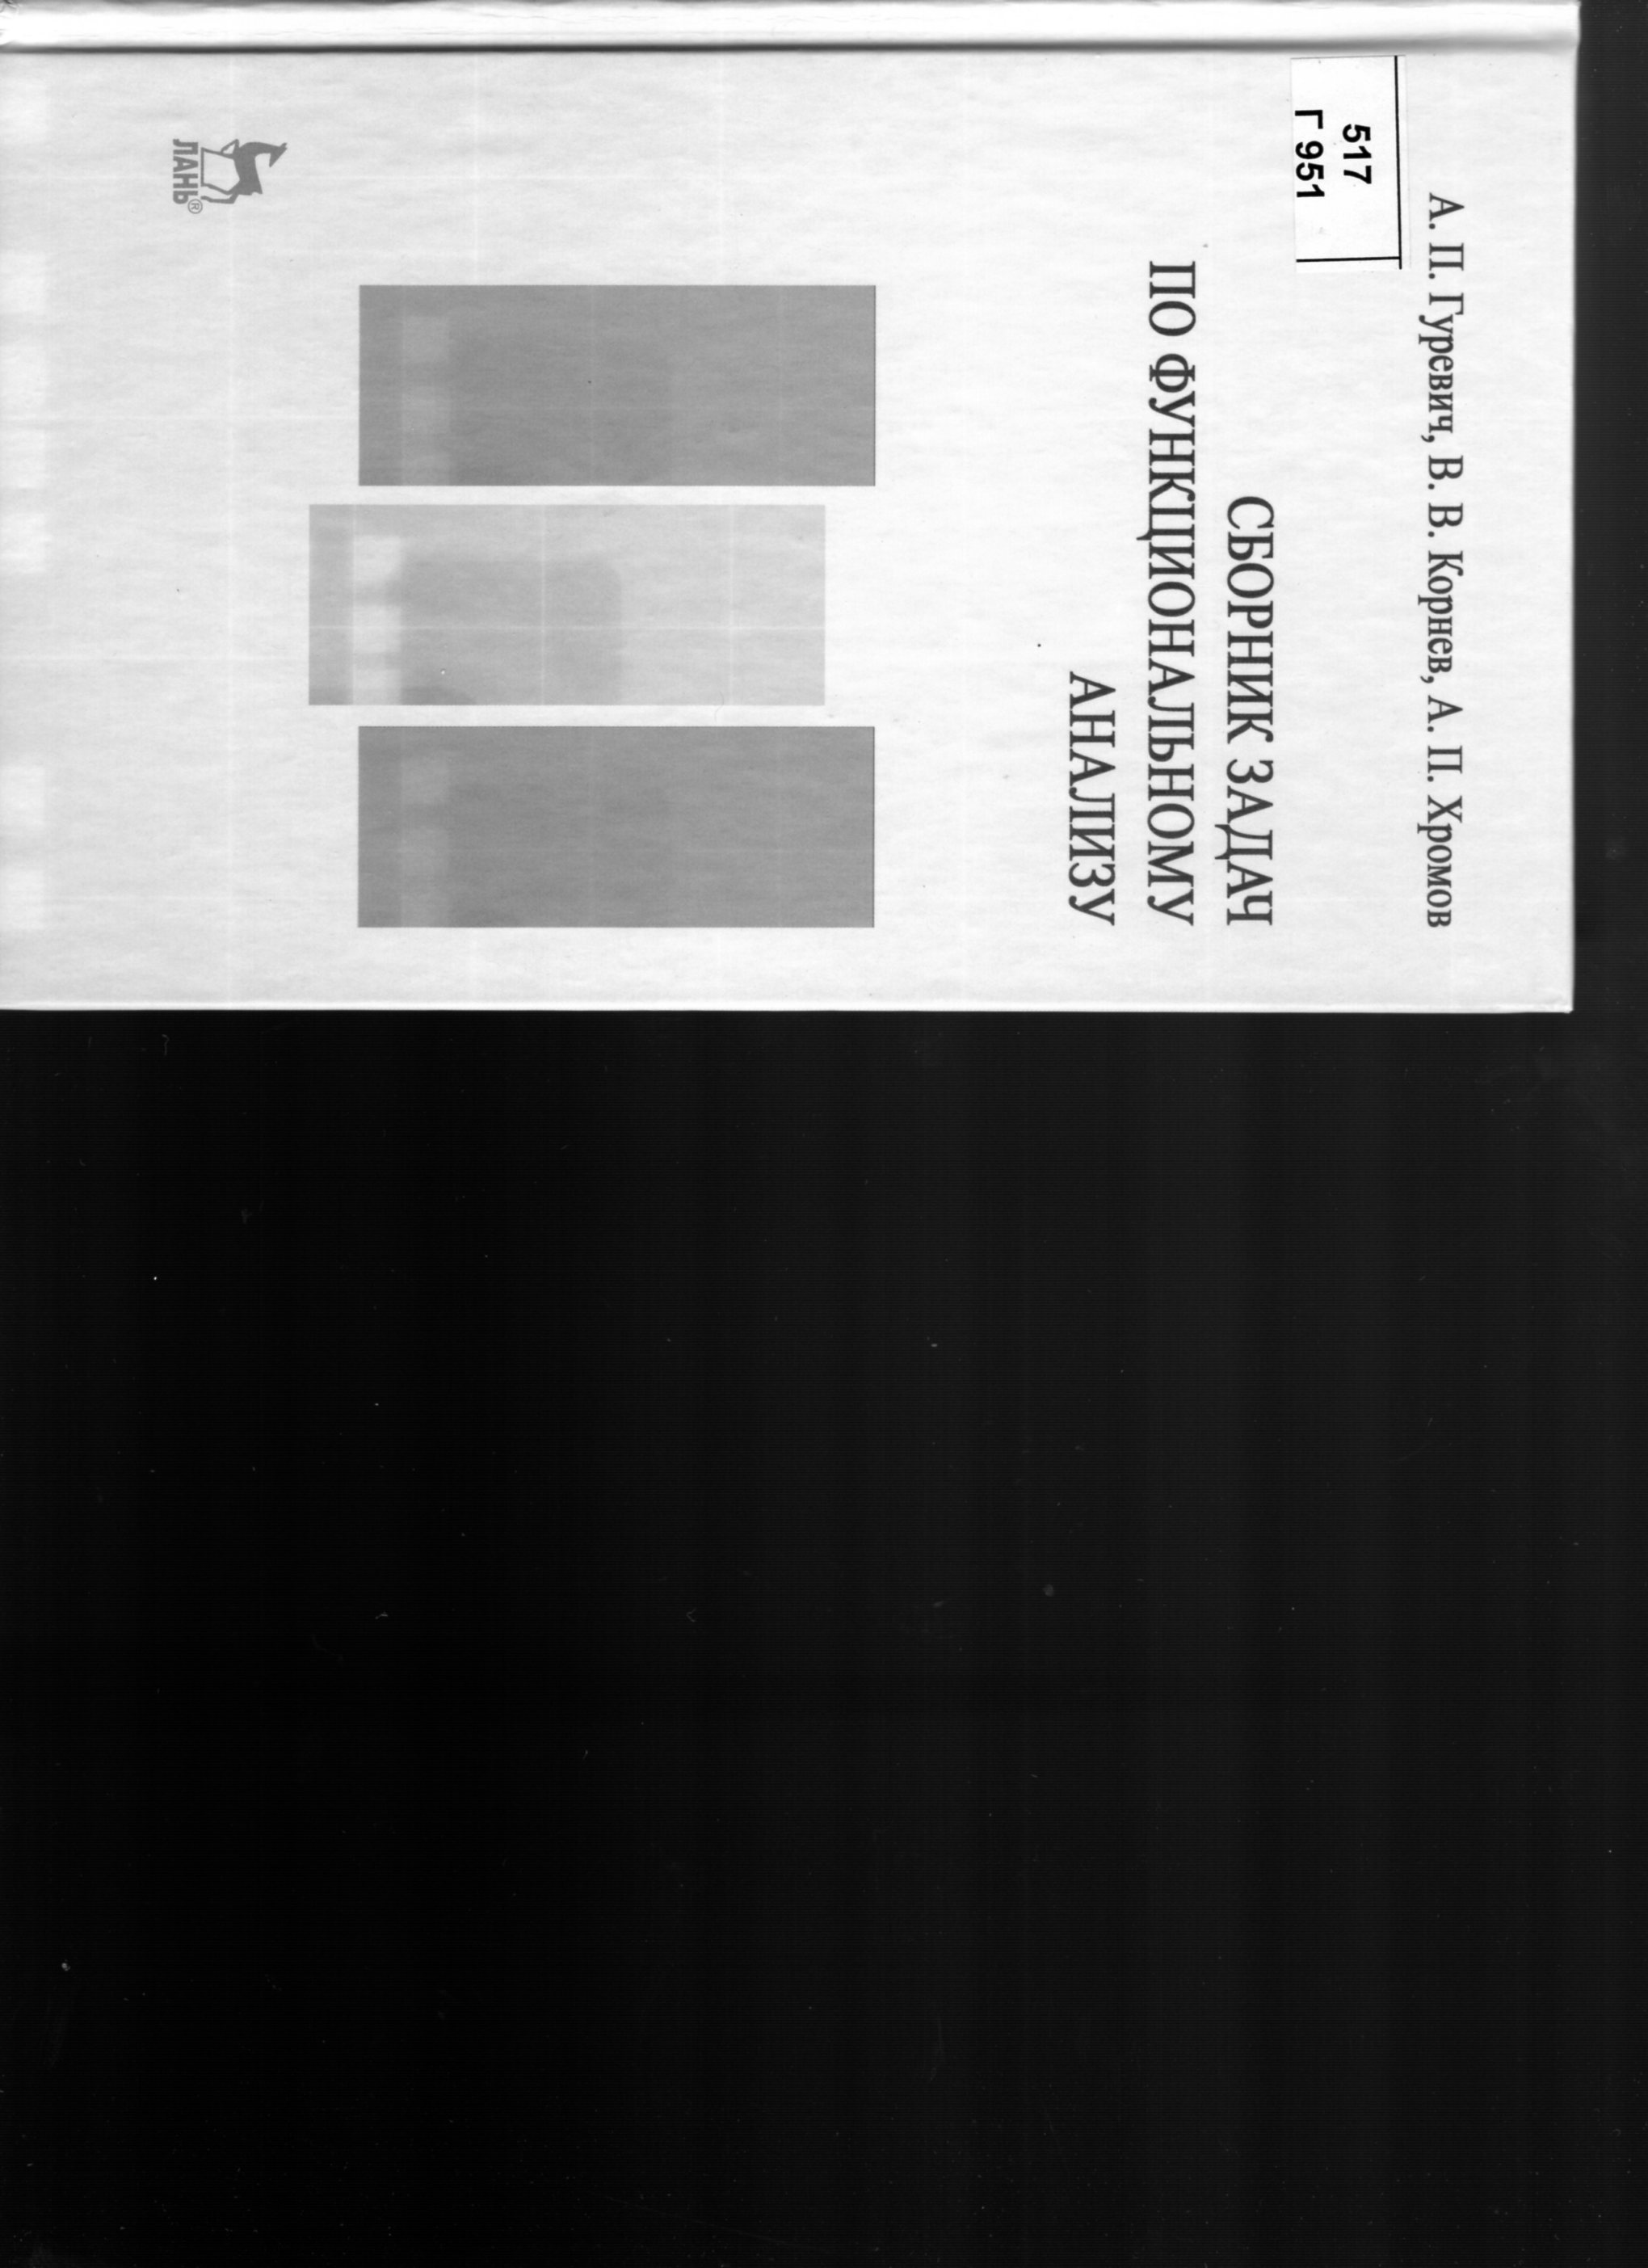 А. П. Гуревич, В. В. Корнев, А. П. Хромов
517
Г 951
СБОРНИК ЗАДАЧ
ПО ФУНКЦИОНАЛЬНОМУ
АНАЛИЗУ
ЛАНЬ®